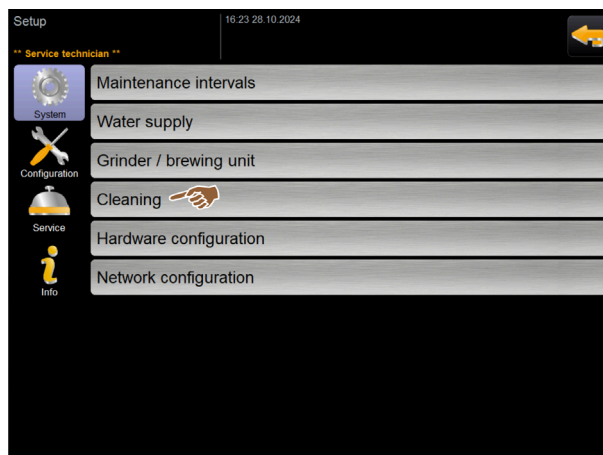 Setup
16:23 28.10.2024
** Service technician **
System
Configuration
Service
Info
Maintenance intervals
Water supply
Grinder / brewing unit
Cleaning
Hardware configuration
Network configuration